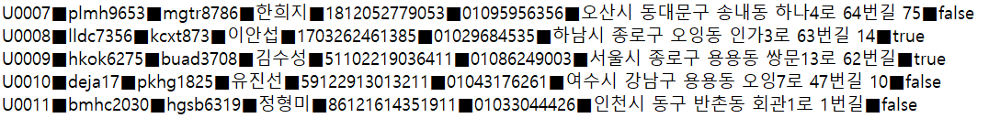 U0007■plmh9653■mgtr8786■한희지■1812052779053■01095956356■오산시 동대문구 송내동 하나4로 64번길 75■false
U0008■lldc7356■kcxt873■이안섭■1703262461385■01029684535■하남시 종로구 오잉동 인가3로 63번길 14■true
U0009■hkok6275■buad3708■김수성■51102219036411■01086249003■서울시 종로구 용용동 쌍문13로 62번길■true
U0010■deja17■pkhg1825■유진선■59122913013211■01043176261■여수시 강남구 용용동 오잉7로 47번길 10■false
U0011■bmhc2030■hgsb6319■정형미■86121614351911■01033044426■인천시 동구 반촌동 회관1로 1번길■false